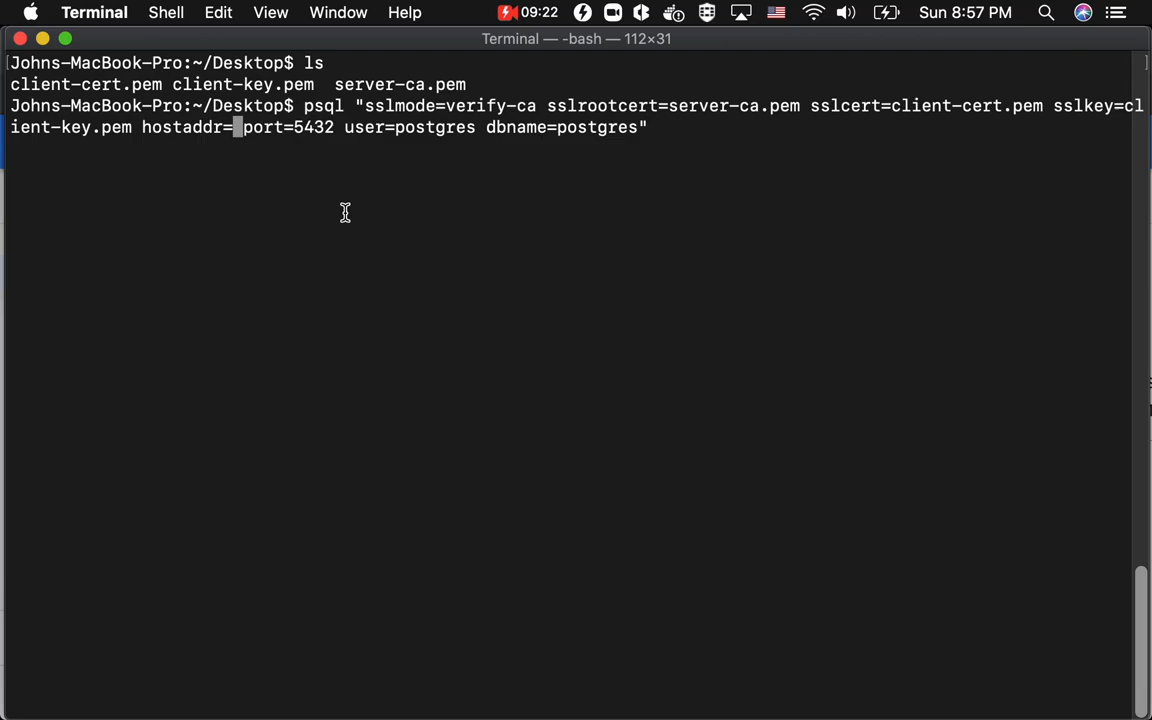 Terminal Shell Edit View Window Help 09:22 Sun 8:57 PM
Terminal — -bash — 112×31
[Johns-MacBook-Pro:~/Desktop$ ls ]
client-cert.pem client-key.pem server-ca.pem
Johns-MacBook-Pro:~/Desktop$ psql "sslmode=verify-ca sslrootcert=server-ca.pem sslcert=client-cert.pem sslkey=cl
ient-key.pem hostaddr= port=5432 user=postgres dbname=postgres"